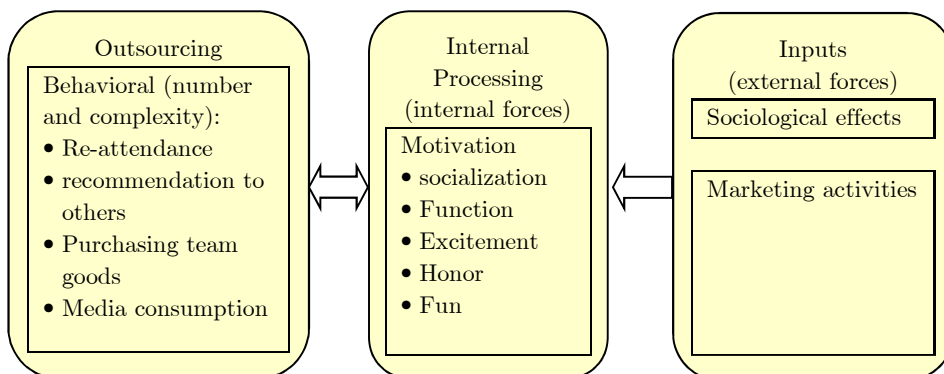 Outsourcing
Behavioral (number
and complexity):
• Re-attendance
• recommendation to
others
• Purchasing team
goods
• Media consumption
Internal
Processing
(internal forces)
Motivation
• socialization
• Function
• Excitement
• Honor
• Fun
Inputs
(external forces)
Sociological effects
Marketing activities